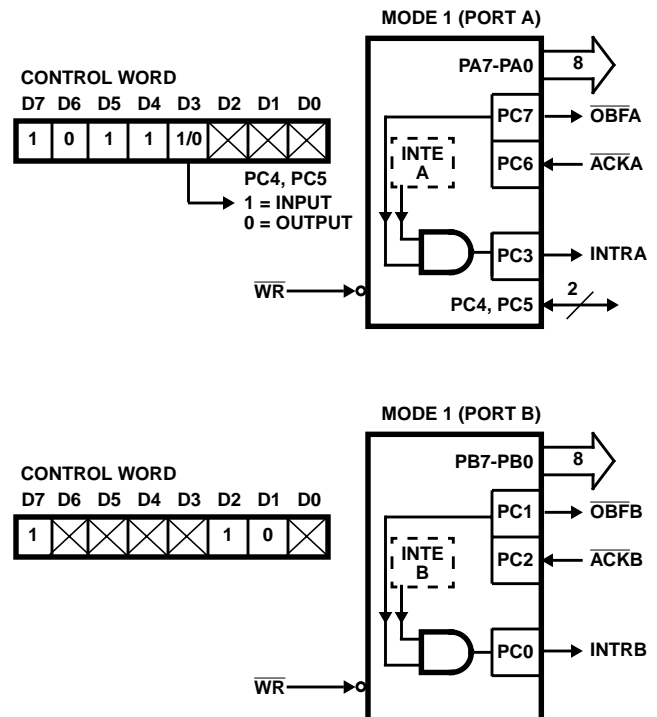 MODE 1 (PORT A)
CONTROL WORD
D7 D6 D5 D4 D3 D2 D1 D0
1 0 1 1 1/0
PC4, PC5
1 = INPUT
0 = OUTPUT
WR
PA7-PA0
8
PC7
OBFA
INTE
A
PC6
ACKA
PC3
INTRA
PC4, PC5
2
MODE 1 (PORT B)
CONTROL WORD
D7 D6 D5 D4 D3 D2 D1 D0
1 1 0
WR
PB7-PB0
8
PC1
OBFB
INTE
B
PC2
ACKB
PC0
INTRB